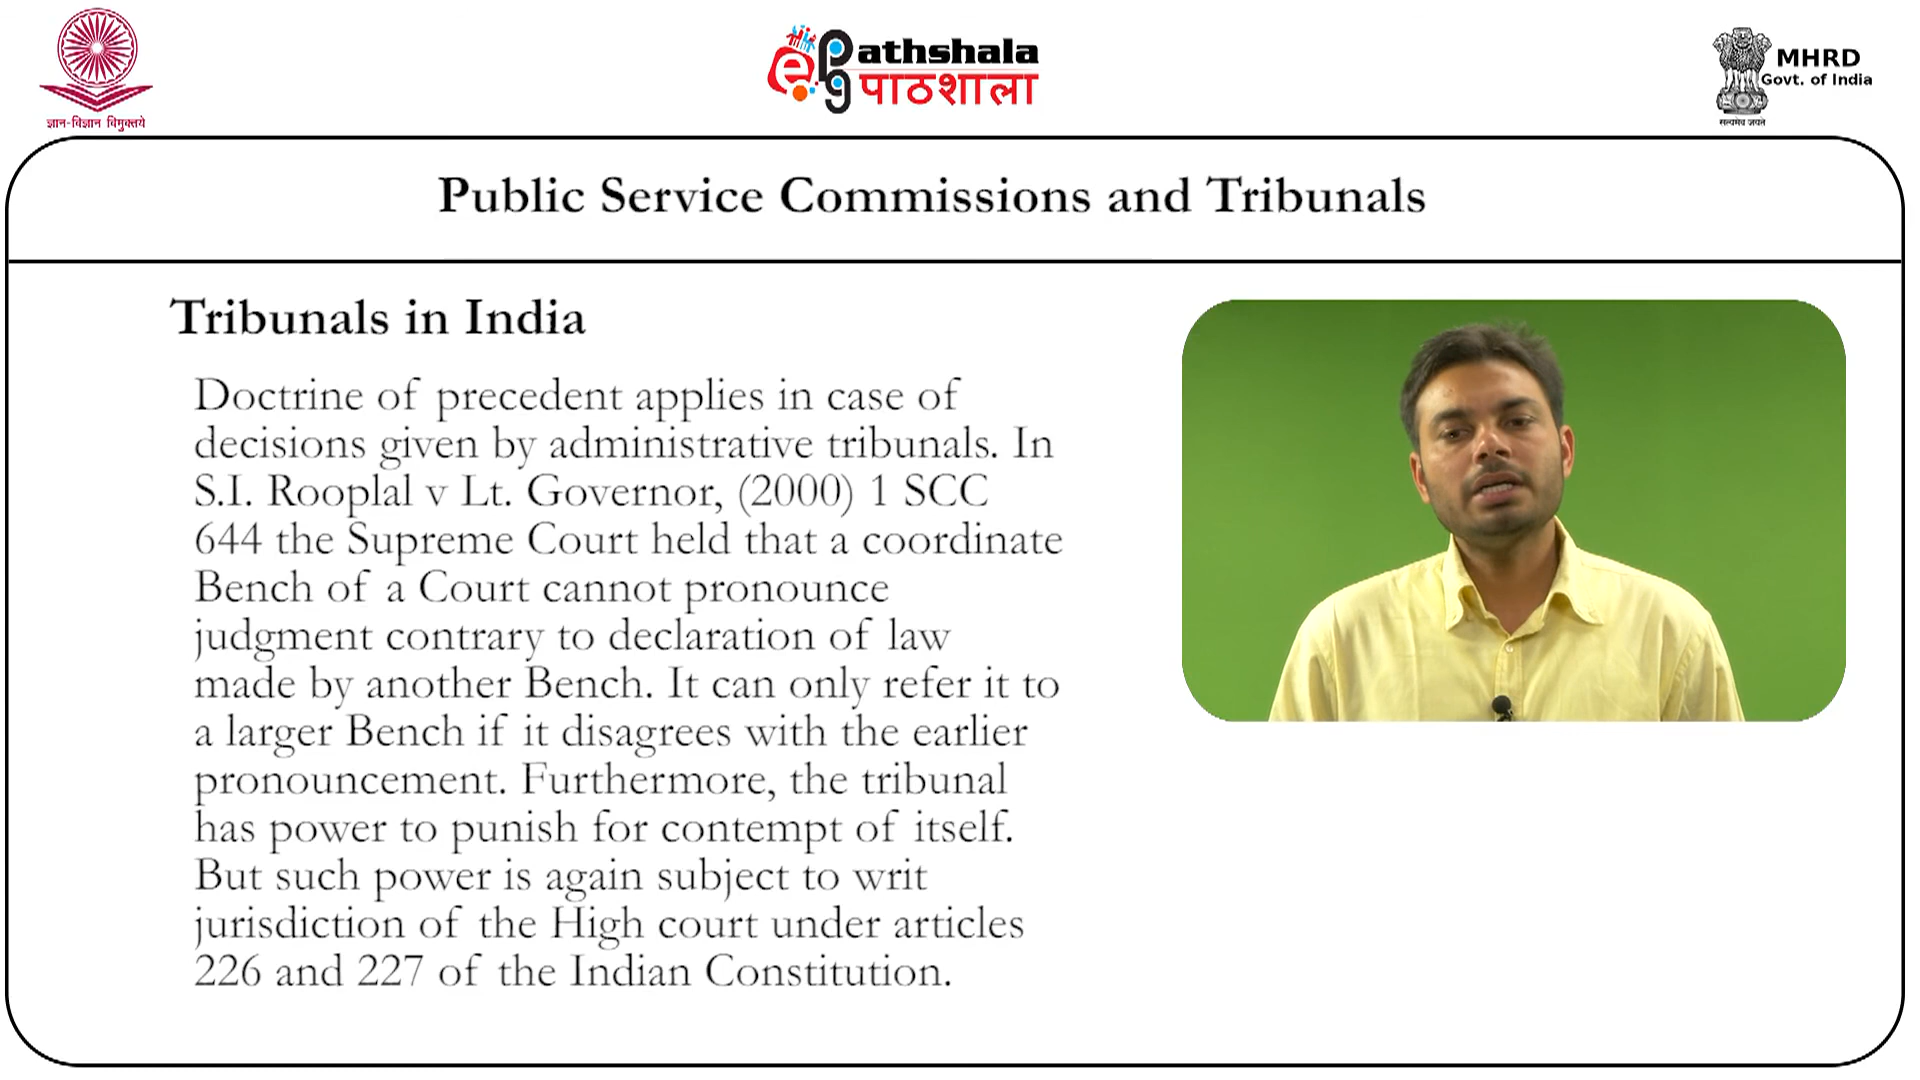 ज्ञान-विज्ञान विमुक्तये
ePathshala
पाठशाला
MHRD
Govt. of India
सत्यमेव जयते
Public Service Commissions and Tribunals
Tribunals in India
Doctrine of precedent applies in case of
decisions given by administrative tribunals. In
S.I. Rooplal v Lt. Governor, (2000) 1 SCC
644 the Supreme Court held that a coordinate
Bench of a Court cannot pronounce
judgment contrary to declaration of law
made by another Bench. It can only refer it to
a larger Bench if it disagrees with the earlier
pronouncement. Furthermore, the tribunal
has power to punish for contempt of itself.
But such power is again subject to writ
jurisdiction of the High court under articles
226 and 227 of the Indian Constitution.